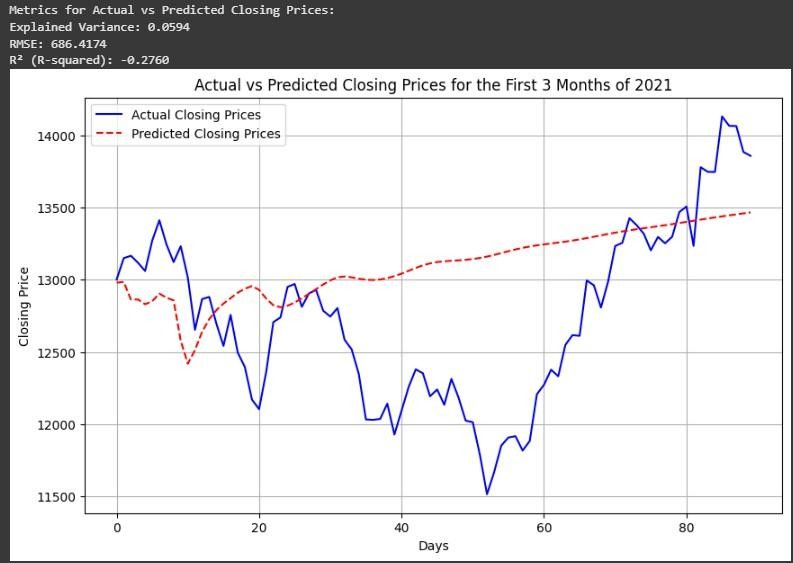 Metrics for Actual vs Predicted Closing Prices:
Explained Variance: 0.0594
RMSE: 686.4174
R² (R-squared): -0.2760
Actual vs Predicted Closing Prices for the First 3 Months of 2021
Actual Closing Prices
Predicted Closing Prices
14000
13500
13000
12500
12000
11500
Closing Price
0 20 40 60 80
Days